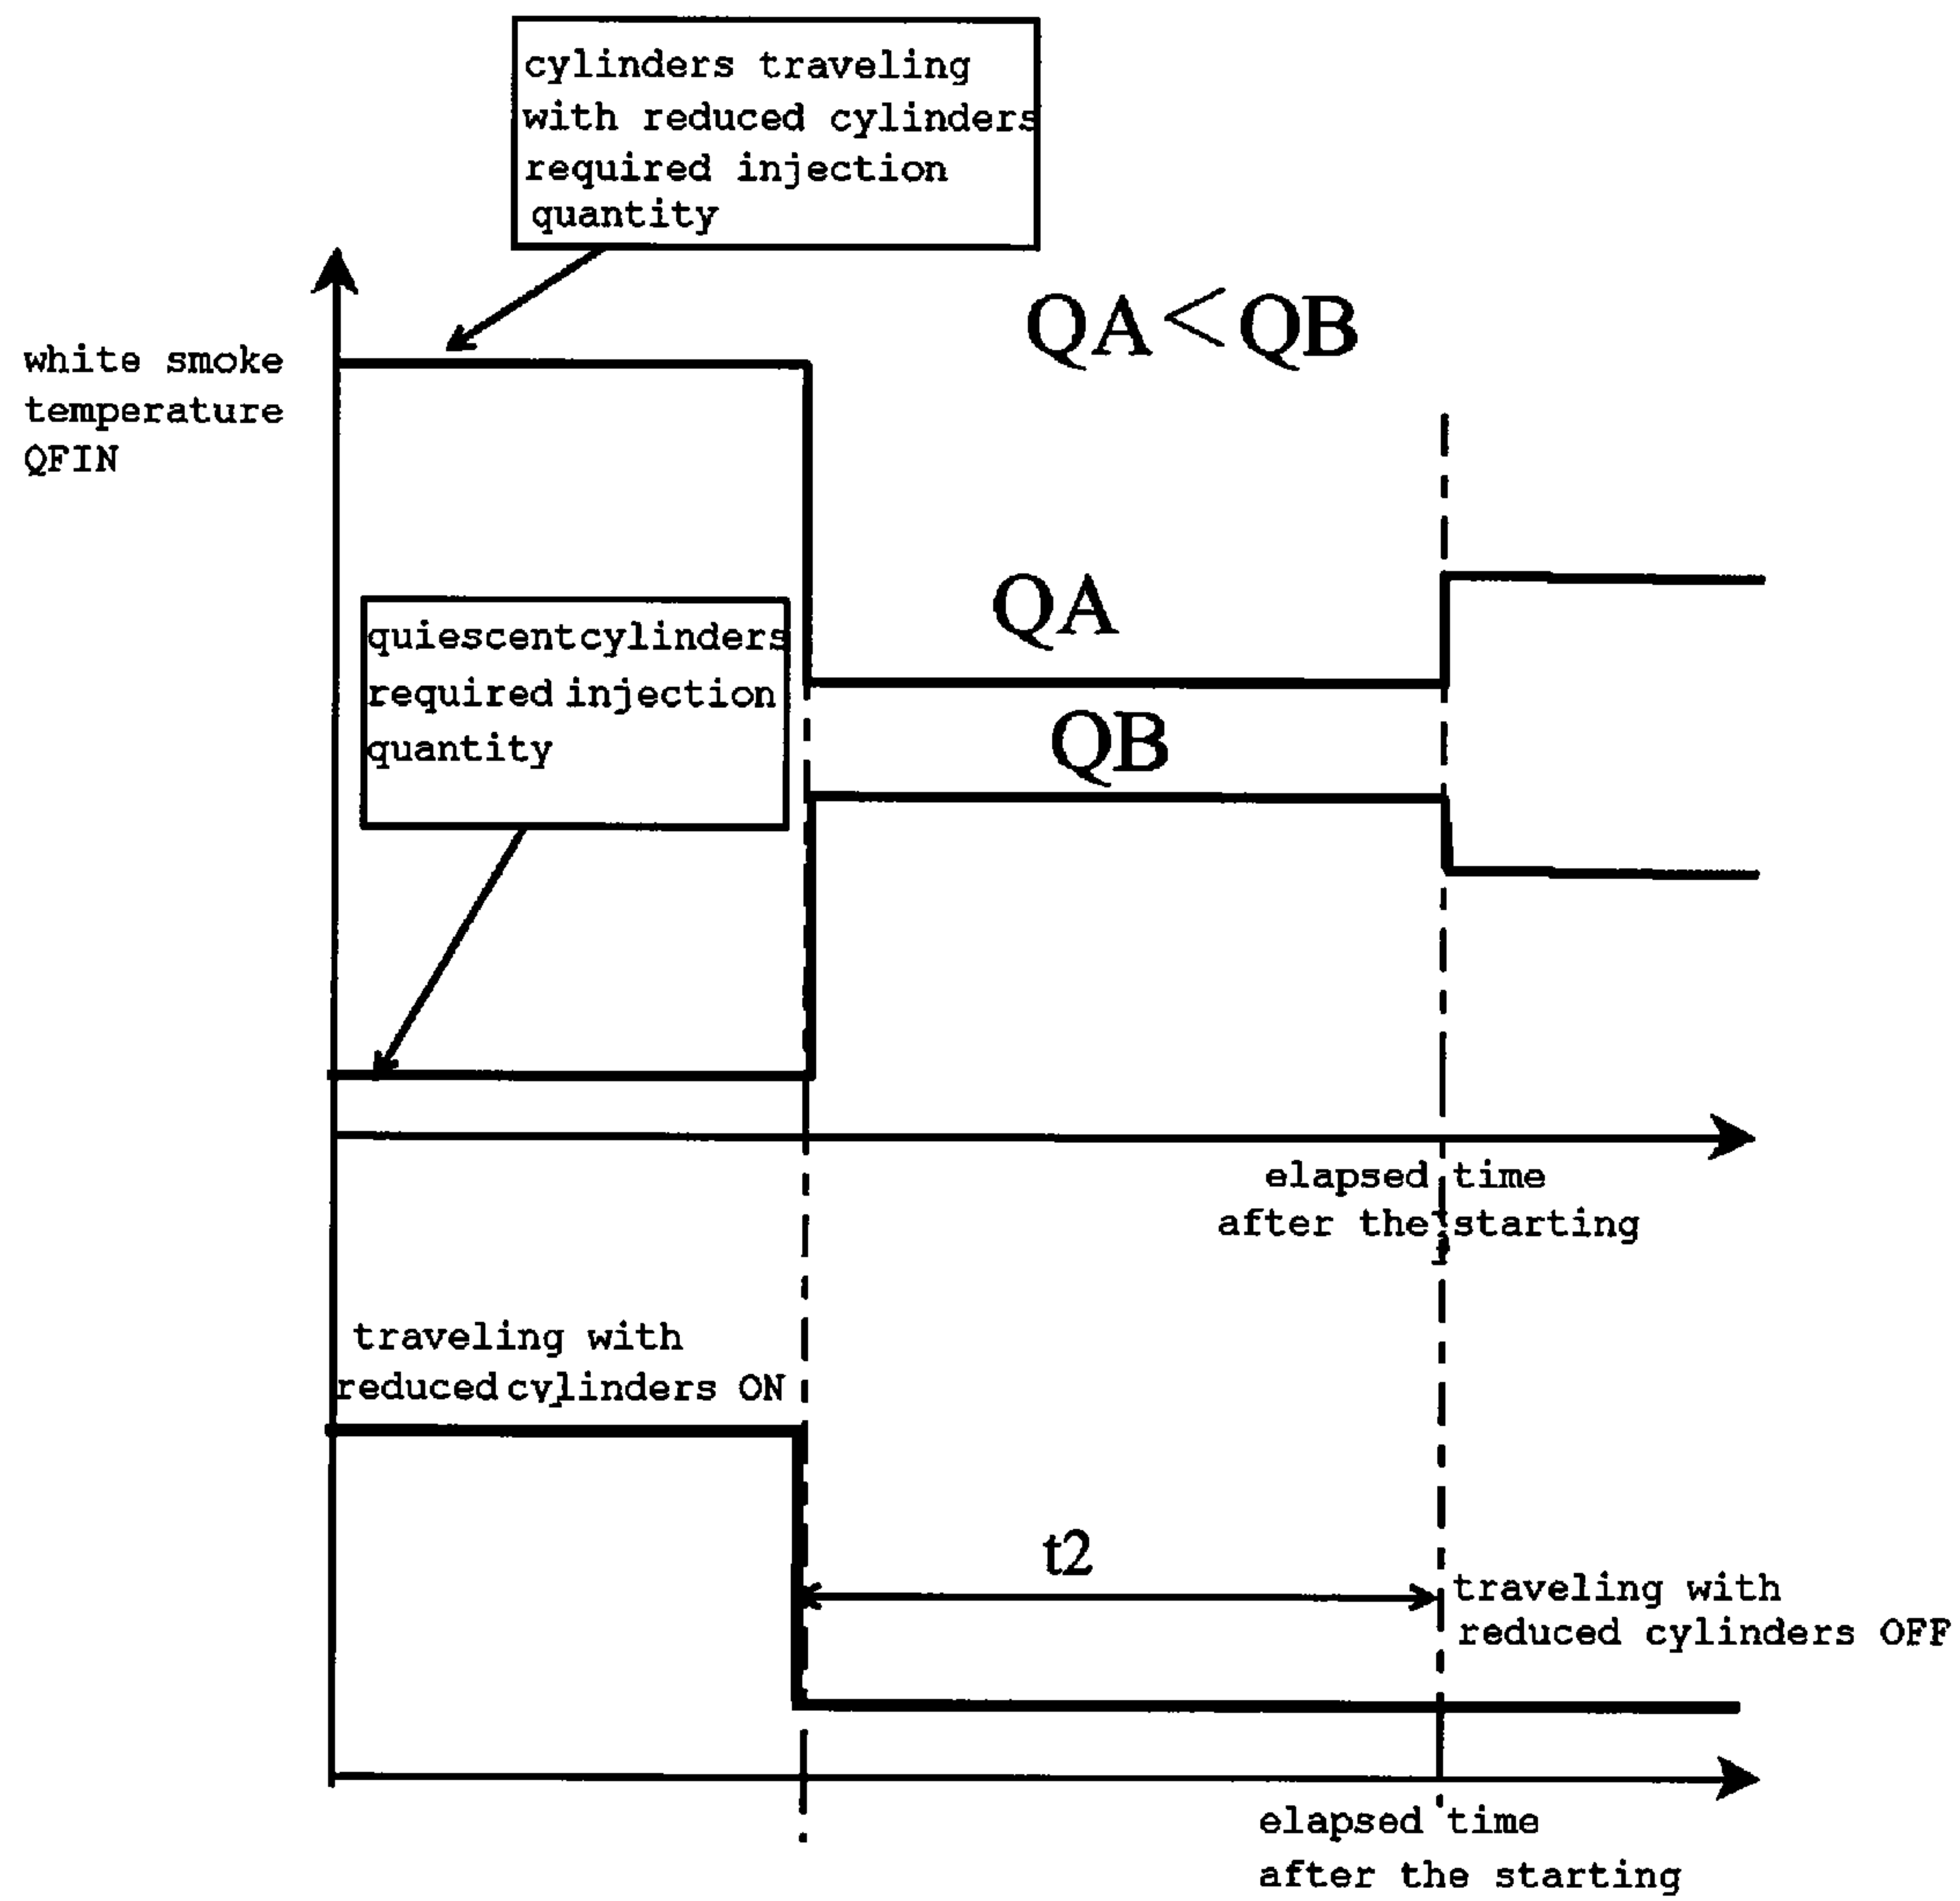 cylinders traveling
with reduced cylinders
required injection
quantity
QA<QB
white smoke
temperature
QFIN
QA
quiescent cylinders
required injection
quantity
QB
elapsed time
after the starting
traveling with
reduced cylinders ON
t2
traveling with
reduced cylinders OFF
elapsed time
after the starting